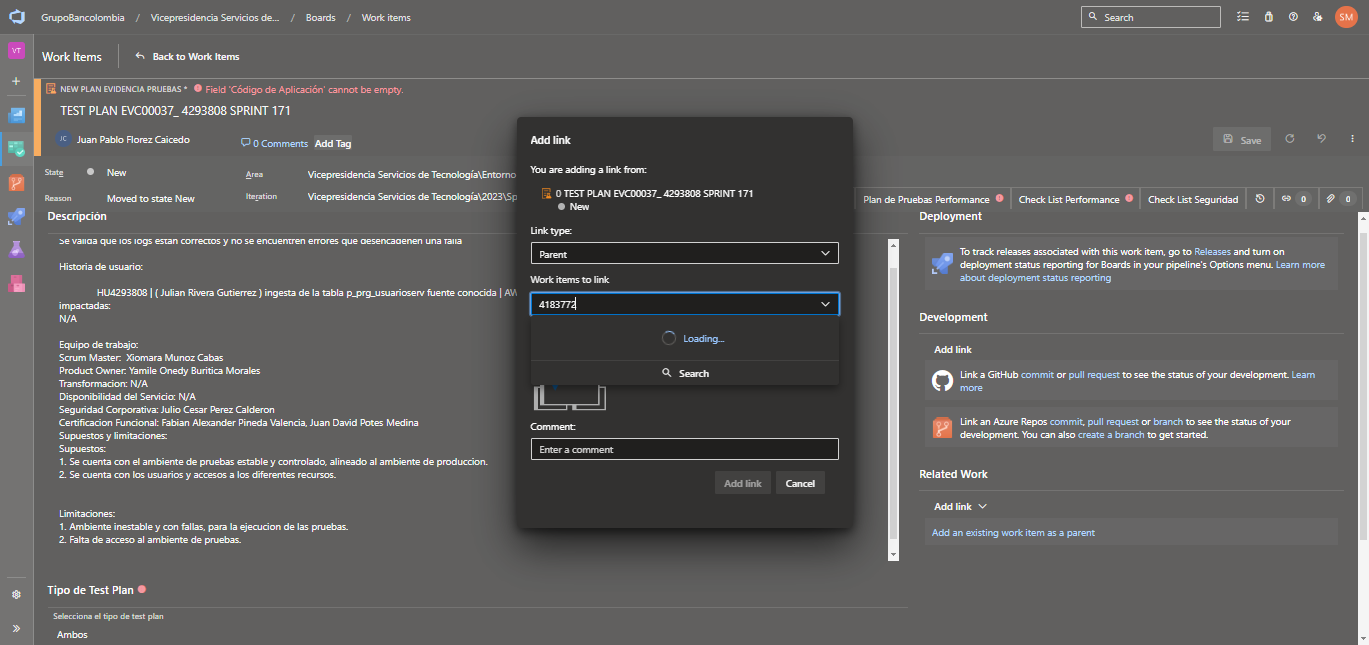 GrupoBancolombia / Vicepresidencia Servicios de... / Boards / Work items
Search
SM
VT
Work Items
Back to Work Items
NEW PLAN EVIDENCIA PRUEBAS * Field 'Código de Aplicación' cannot be empty.
TEST PLAN EVC00037_ 4293808 SPRINT 171
JC Juan Pablo Florez Caicedo
0 Comments Add Tag
Save
State New
Area Vicepresidencia Servicios de Tecnología\Entorno
Reason Moved to state New
Iteration Vicepresidencia Servicios de Tecnología\2023\Sp
Plan de Pruebas Performance
Check List Performance
Check List Seguridad
0
0
Descripción
Se valida que los logs estan correctos y no se encuentren errores que desencadenen una falla
Historia de usuario:
HU4293808 | ( Julian Rivera Gutierrez ) ingesta de la tabla p_prg_usuarioserv fuente conocida | AW
impactadas:
N/A
Equipo de trabajo:
Scrum Master: Xiomara Munoz Cabas
Product Owner: Yamile Onedy Buritica Morales
Transformacion: N/A
Disponibilidad del Servicio: N/A
Seguridad Corporativa: Julio Cesar Perez Calderon
Certificacion Funcional: Fabian Alexander Pineda Valencia, Juan David Potes Medina
Supuestos y limitaciones:
Supuestos:
1. Se cuenta con el ambiente de pruebas estable y controlado, alineado al ambiente de produccion.
2. Se cuenta con los usuarios y accesos a los diferentes recursos.
Limitaciones:
1. Ambiente inestable y con fallas, para la ejecucion de las pruebas.
2. Falta de acceso al ambiente de pruebas.
Tipo de Test Plan
Selecciona el tipo de test plan
Ambos
Add link
You are adding a link from:
0 TEST PLAN EVC00037_ 4293808 SPRINT 171
New
Link type:
Parent
Work items to link
4183772
Loading...
Search
Comment:
Enter a comment
Add link
Cancel
Deployment
To track releases associated with this work item, go to Releases and turn on
deployment status reporting for Boards in your pipeline's Options menu. Learn more
about deployment status reporting
Development
Add link
Link a GitHub commit or pull request to see the status of your development. Learn
more
Link an Azure Repos commit, pull request or branch to see the status of your
development. You can also create a branch to get started.
Related Work
Add link
Add an existing work item as a parent